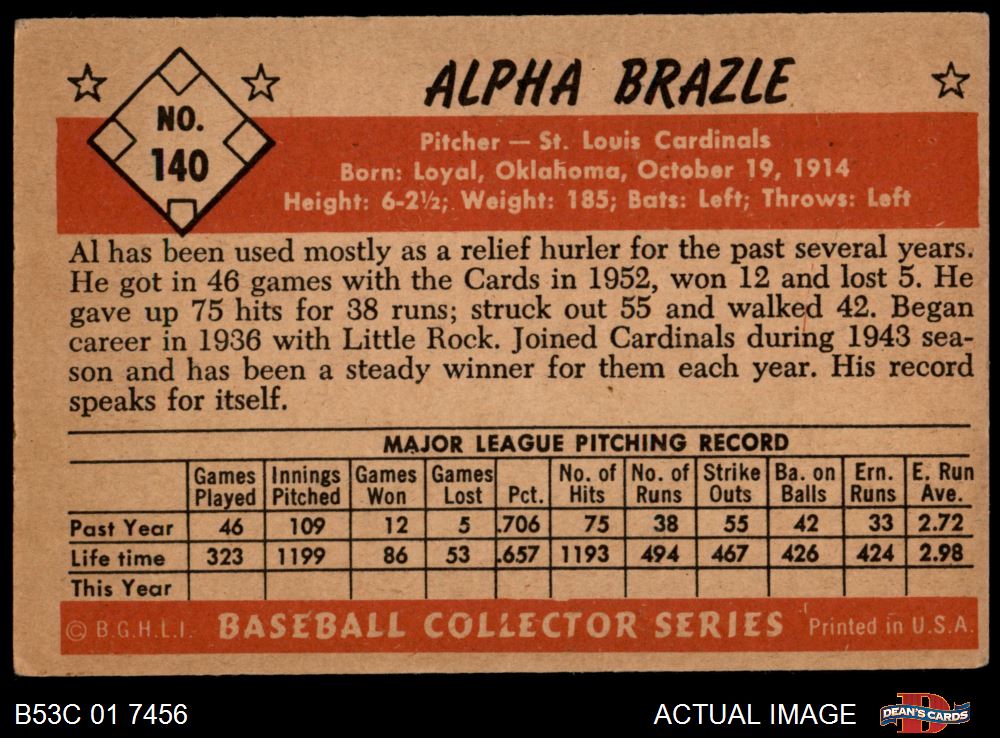 ALPHA BRAZLE
NO.
140
Pitcher — St. Louis Cardinals
Born: Loyal, Oklahoma, October 19, 1914
Height: 6-2½; Weight: 185; Bats: Left; Throws: Left
Al has been used mostly as a relief hurler for the past several years.
He got in 46 games with the Cards in 1952, won 12 and lost 5. He
gave up 75 hits for 38 runs; struck out 55 and walked 42. Began
career in 1936 with Little Rock. Joined Cardinals during 1943 sea-
son and has been a steady winner for them each year. His record
speaks for itself.
MAJOR LEAGUE PITCHING RECORD
Games Innings Games Games No. of No. of Strike Ba. on Ern. E. Run
Played Pitched Won Lost Pct. Hits Runs Outs Balls Runs Ave.
Past Year 46 109 12 5 .706 75 38 55 42 33 2.72
Life time 323 1199 86 53 .657 1193 494 467 426 424 2.98
This Year
© B.G.H.L.I. BASEBALL COLLECTOR SERIES Printed in U.S.A.
B53C 01 7456 ACTUAL IMAGE D DEAN'S CARDS